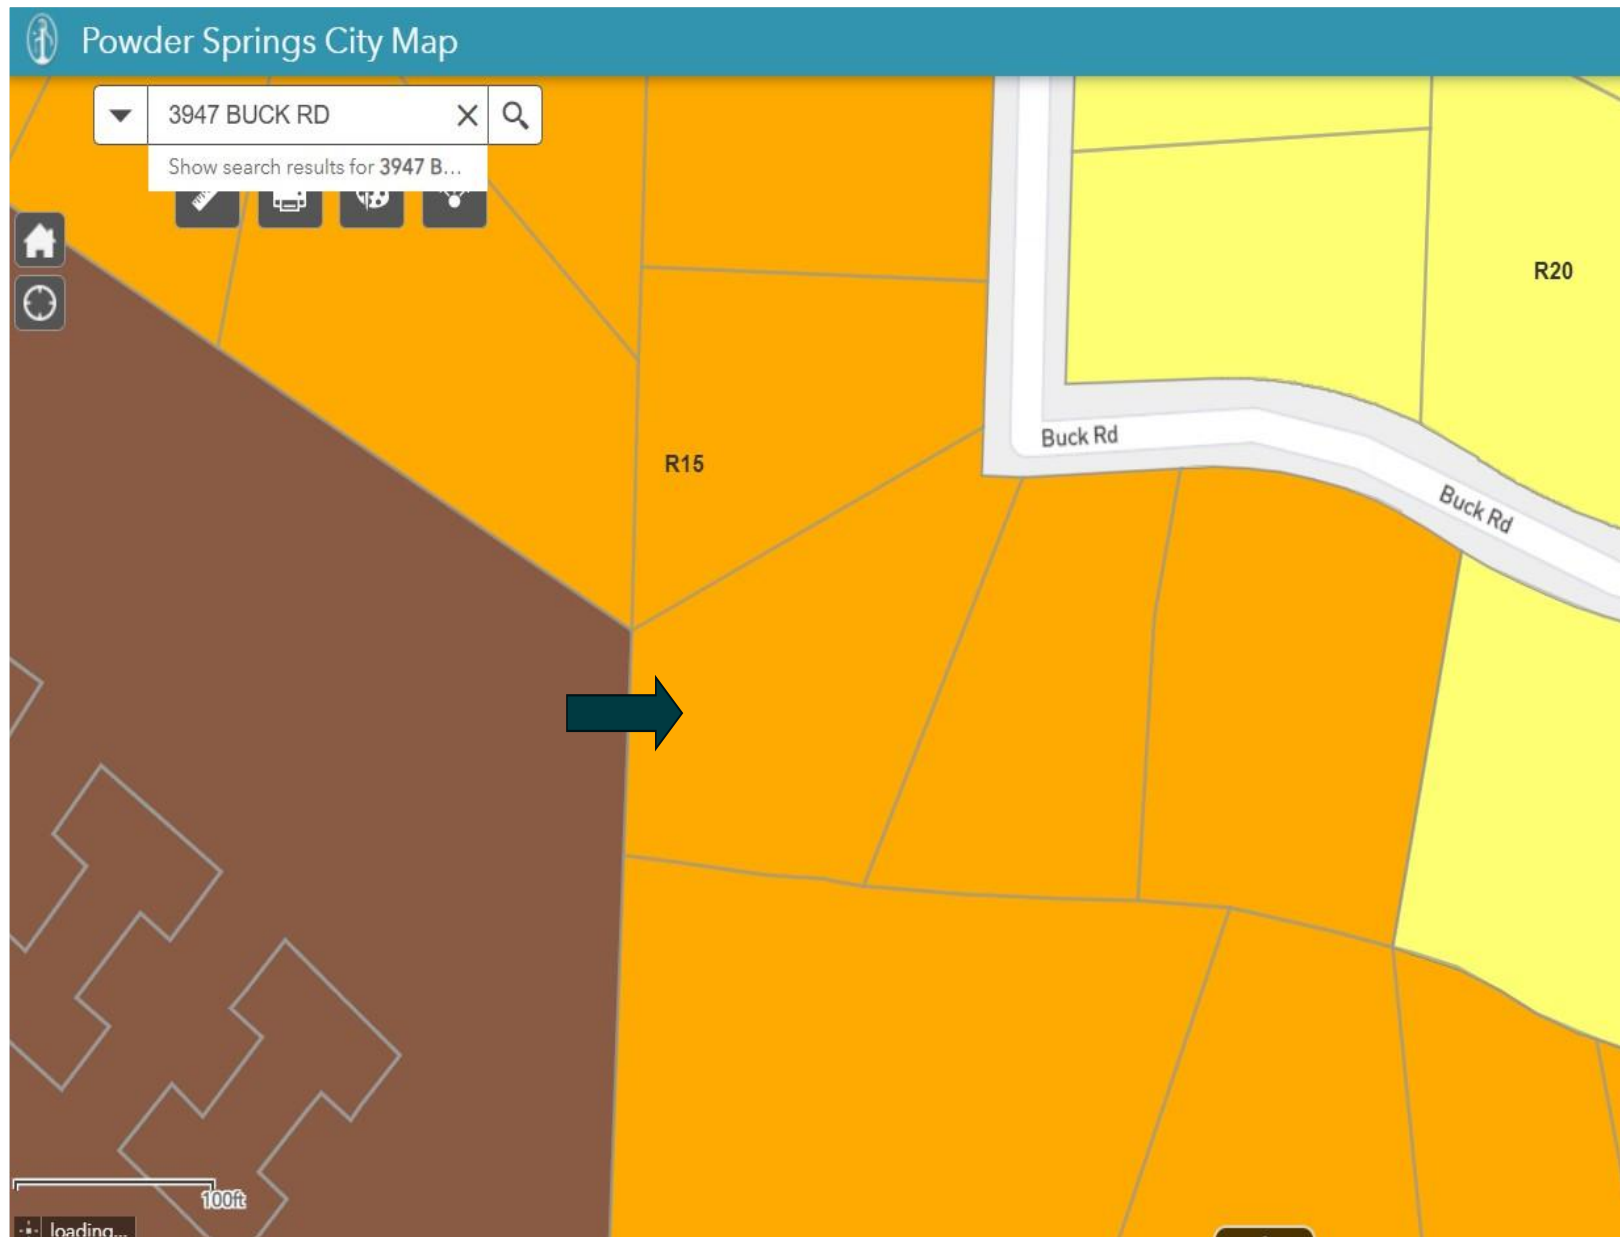 Powder Springs City Map
3947 BUCK RD
Show search results for 3947 B...
R20
Buck Rd
R15
Buck Rd
100ft
loading...